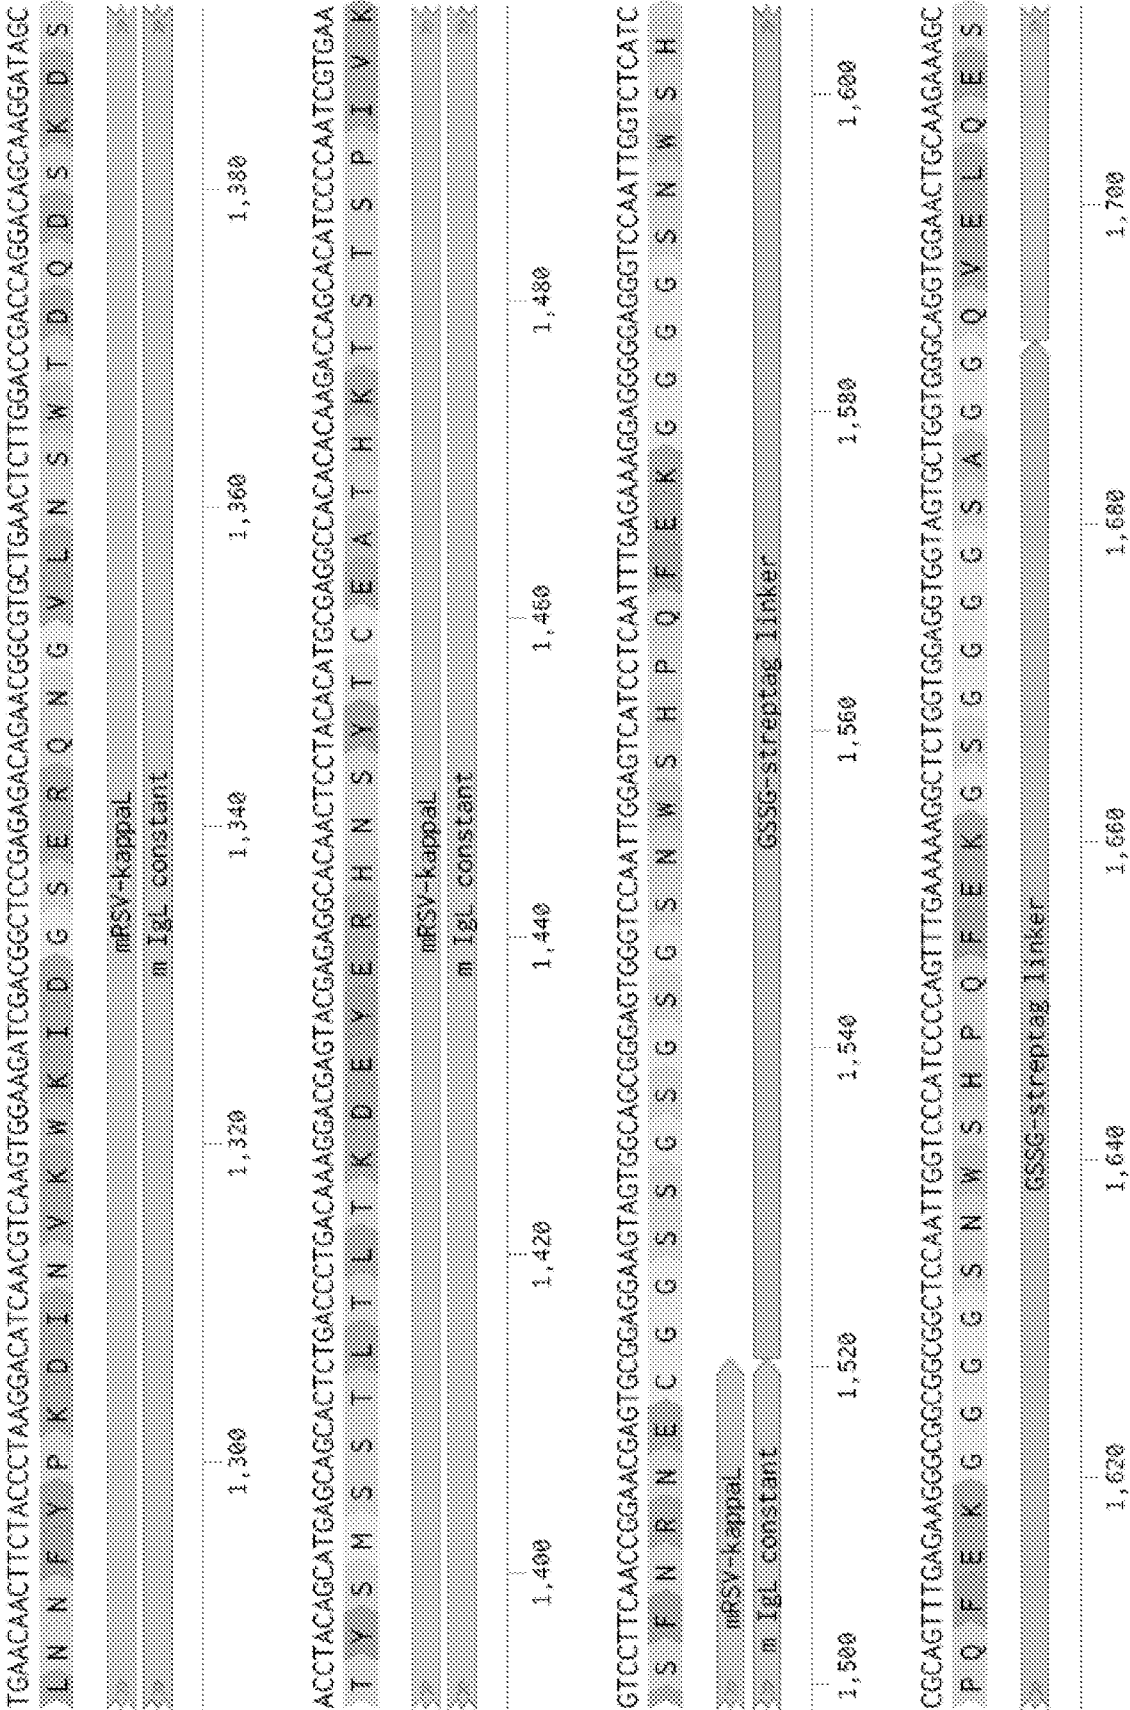 TGAACAACTTCTACCCTAAGGACATCAACGTCAAGTGGAAGATCGACGGCTCCGAGAGACAGAACGGCGTGCTGAACTCTTGGACCGACCAGGACAGCAAGGATAGC
L N N F Y P K D I N V K W K I D G S E R Q N G V L N S W T D Q D S K D S
mRSV-kappaL
m IgL constant
1,300 1,320 1,340 1,360 1,380
ACCTACAGCATGAGCAGCACTCTGACCCTGACAAAGGACGAGTACGAGAGGCACAACTCCTACACATGCGAGGCCACACACAAGACCAGCACATCCCCAATCGTGAA
T Y S M S S T L T L T K D E Y E R H N S Y T C E A T H K T S T S P I V K
mRSV-kappaL
m IgL constant
1,400 1,420 1,440 1,460 1,480
GTCCTTCAACCGGAACGAGTGCGGAGGAAGTAGTGGCAGCGGGAGTGGGTCCAATTGGAGTCATCCTCAATTTGAGAAAGGAGGGGGAGGGTCCAATTGGTCTCATC
S F N R N E C G G S S G S G S G S N W S H P Q F E K G G G G S N W S H
mRSV-kappaL
m IgL constant GSSG-streptag linker
1,500 1,520 1,540 1,560 1,580 1,600
CGCAGTTTGAGAAGGGCGGCGGCGGCTCCAATTGGTCCCATCCCCAGTTTGAAAAAGGCTCTGGTGGAGGTGGTAGTGCTGGTGGGCAGGTGGAACTGCAAGAAAGC
P Q F E K G G G G S N W S H P Q F E K G S G G G G S A G G Q V E L Q E S
GSSG-streptag linker
1,620 1,640 1,660 1,680 1,700